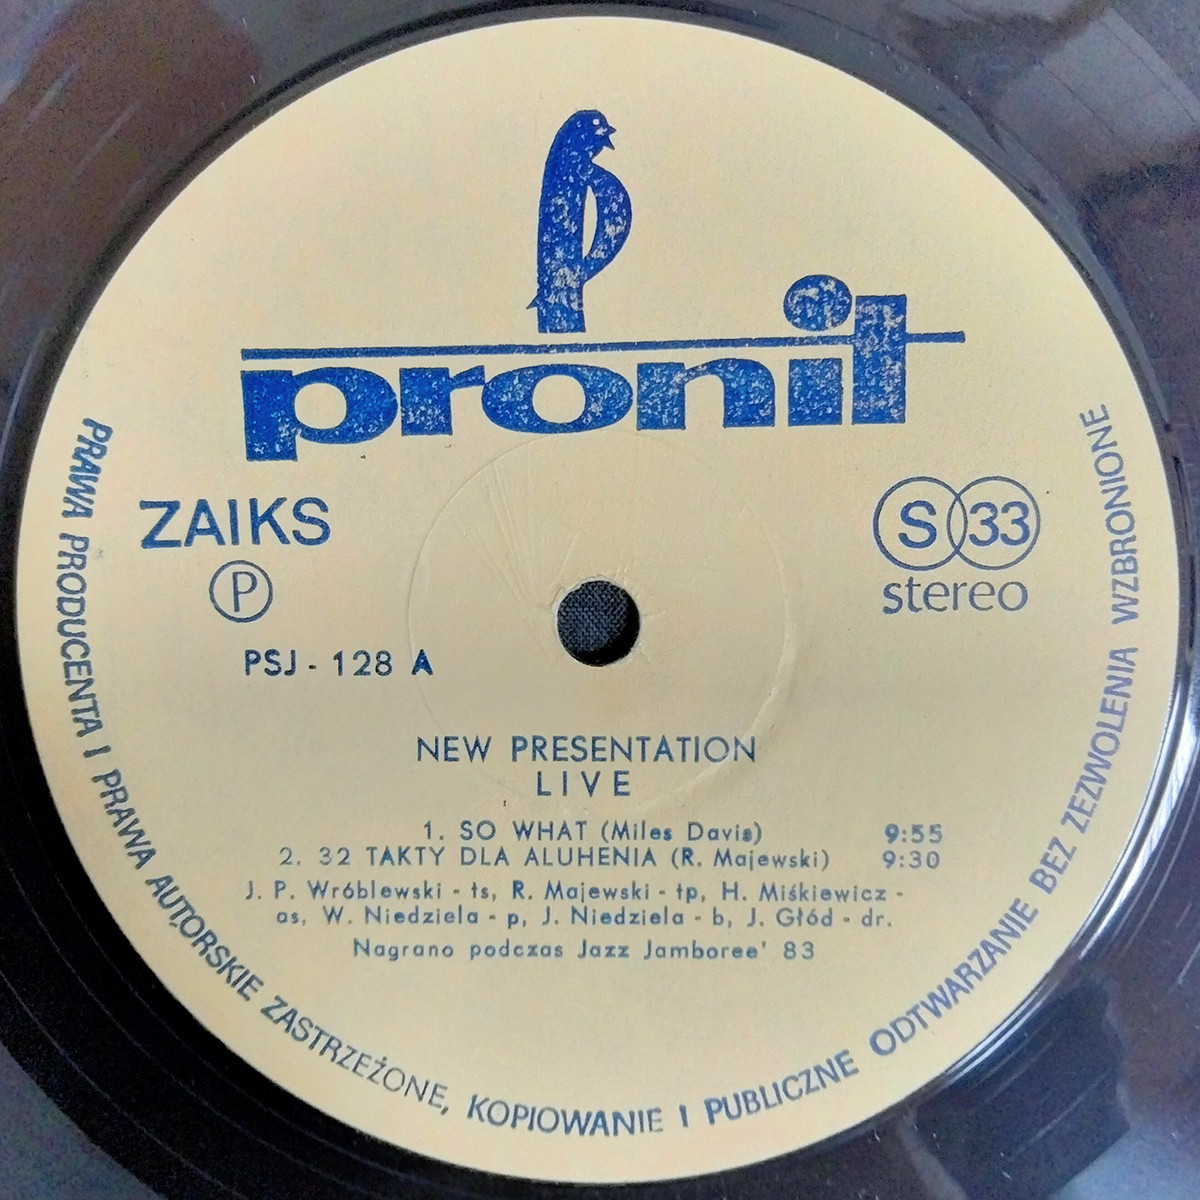 pronit
ZAIKS
P
S 33
stereo
PSJ - 128 A
NEW PRESENTATION
LIVE
1. SO WHAT (Miles Davis) 9:55
2. 32 TAKTY DLA ALUHENIA (R. Majewski) 9:30
J. P. Wróblewski - ts, R. Majewski - tp, H. Miśkiewicz -
as, W. Niedziela - p, J. Niedziela - b, J. Głód - dr.
Nagrano podczas Jazz Jamboree' 83
PRAWA PRODUCENTA I PRAWA AUTORSKIE ZASTRZEŻONE, KOPIOWANIE I PUBLICZNE ODTWARZANIE BEZ ZEZWOLENIA WZBRONIONE